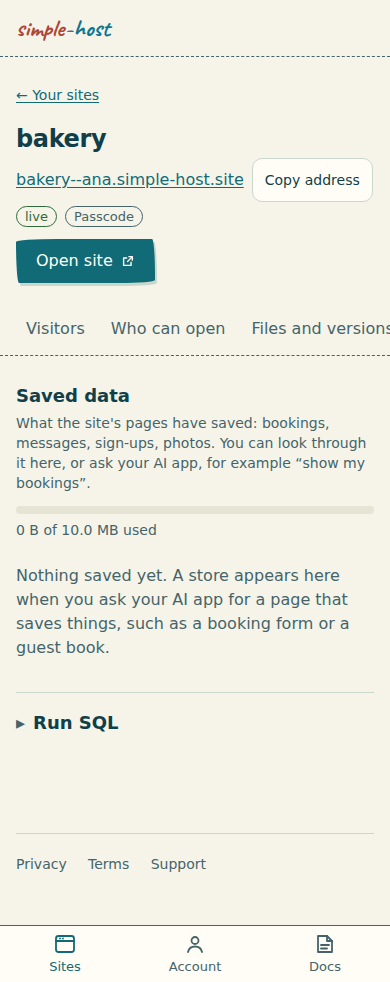 simple-host
← Your sites
bakery
bakery--ana.simple-host.site Copy address
live Passcode
Open site
Visitors Who can open Files and versions
Saved data
What the site's pages have saved: bookings,
messages, sign-ups, photos. You can look through
it here, or ask your AI app, for example “show my
bookings”.
0 B of 10.0 MB used
Nothing saved yet. A store appears here
when you ask your AI app for a page that
saves things, such as a booking form or a
guest book.
▶ Run SQL
Privacy Terms Support
Sites Account Docs